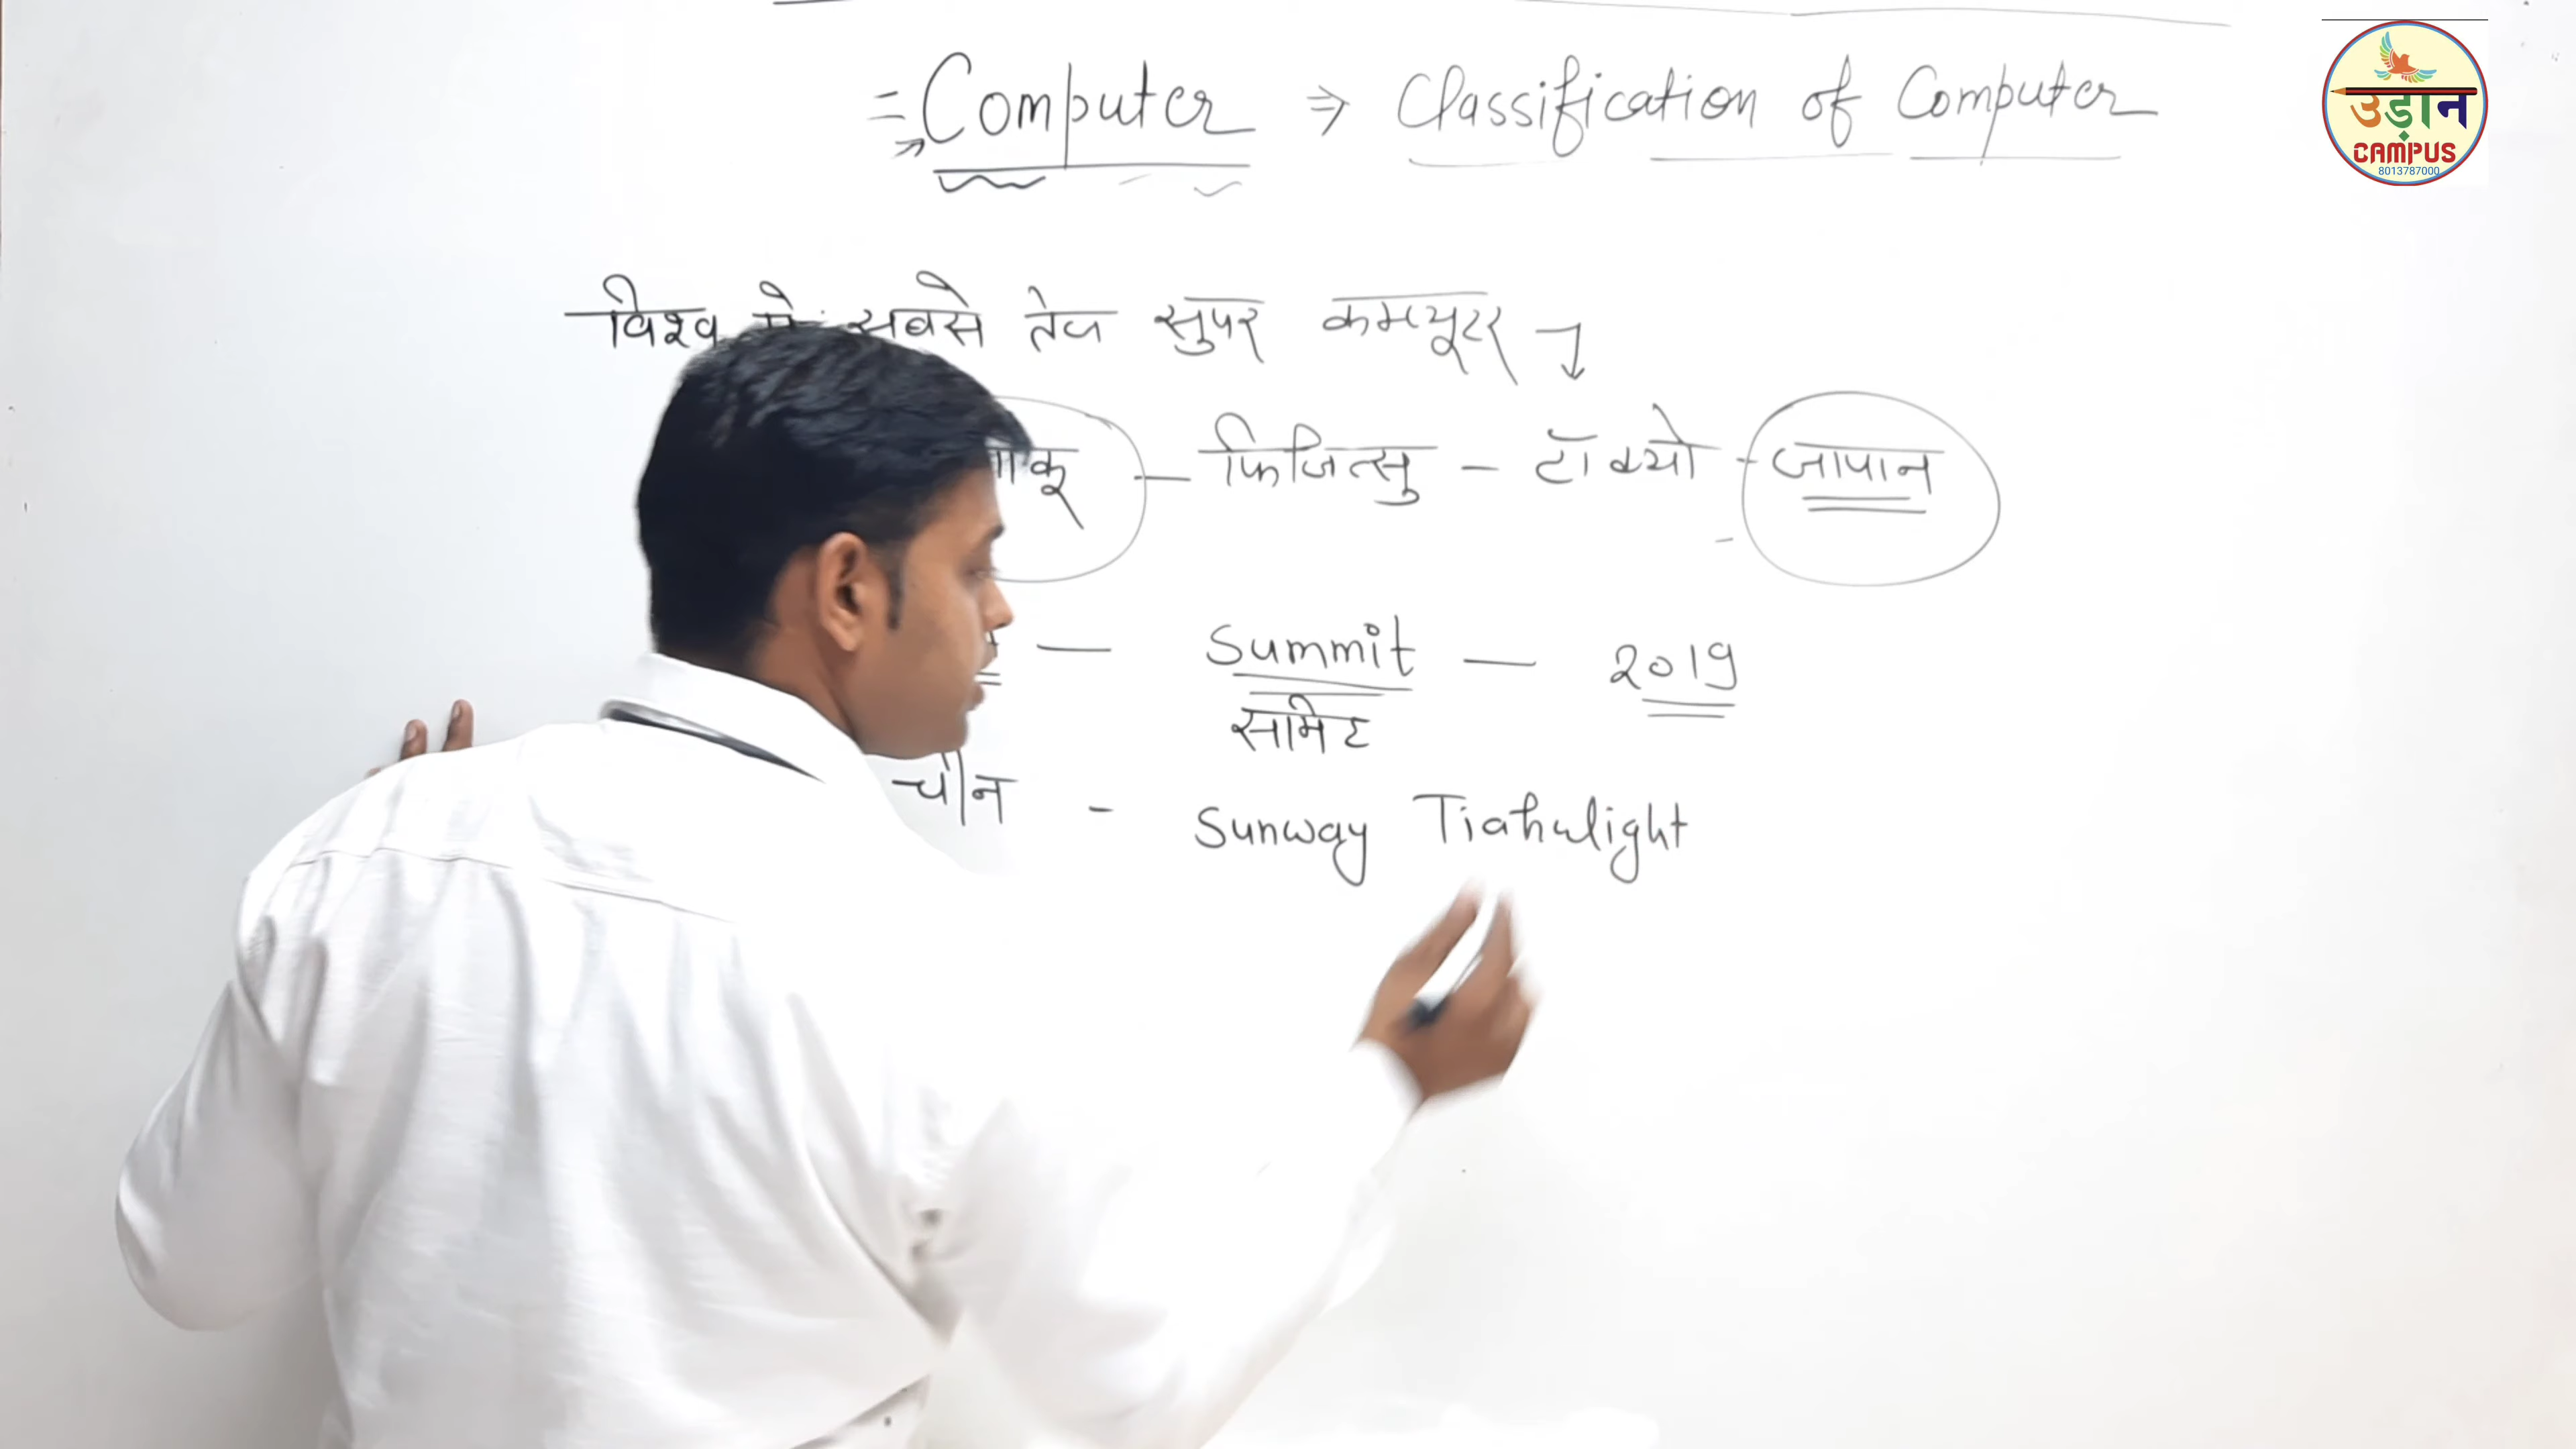 = Computer ⇒ Classification of Computer
उड़ान
CAMPUS
8013787000
विश्व में सबसे तेज सुपर कम्प्यूटर
– फिजित्सु – टॉक्यो – जापान
– Summit – 2019
समिट
चीन - Sunway Tiahulight